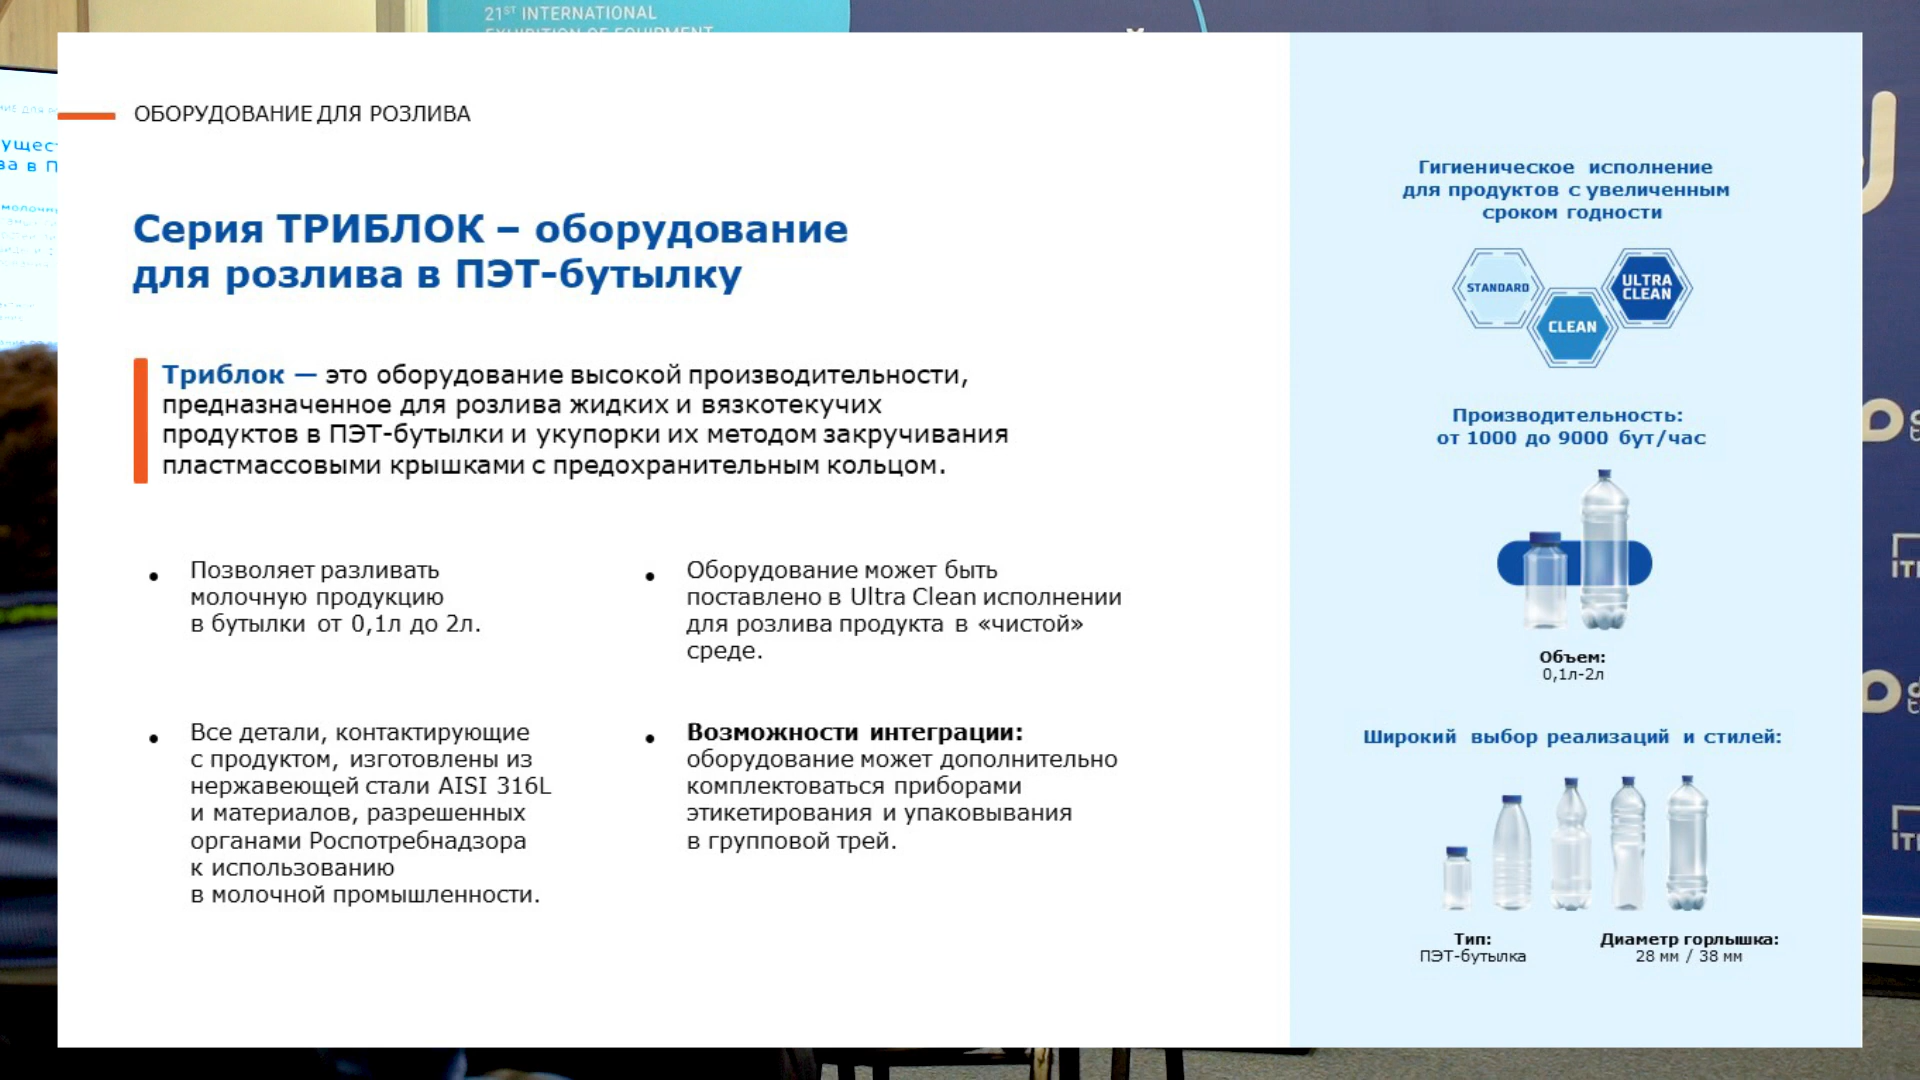 21ST INTERNATIONAL
EXHIBITION OF EQUIPMENT
ОБОРУДОВАНИЕ ДЛЯ РОЗЛИВА
Серия ТРИБЛОК – оборудование
для розлива в ПЭТ-бутылку
Триблок — это оборудование высокой производительности,
предназначенное для розлива жидких и вязкотекучих
продуктов в ПЭТ-бутылки и укупорки их методом закручивания
пластмассовыми крышками с предохранительным кольцом.
Позволяет разливать
молочную продукцию
в бутылки от 0,1л до 2л.
Все детали, контактирующие
с продуктом, изготовлены из
нержавеющей стали AISI 316L
и материалов, разрешенных
органами Роспотребнадзора
к использованию
в молочной промышленности.
Оборудование может быть
поставлено в Ultra Clean исполнении
для розлива продукта в «чистой»
среде.
Возможности интеграции:
оборудование может дополнительно
комплектоваться приборами
этикетирования и упаковывания
в групповой трей.
Гигиеническое исполнение
для продуктов с увеличенным
сроком годности
STANDARD
CLEAN
ULTRA
CLEAN
Производительность:
от 1000 до 9000 бут/час
Объем:
0,1л-2л
Широкий выбор реализаций и стилей:
Тип:
ПЭТ-бутылка
Диаметр горлышка:
28 мм / 38 мм